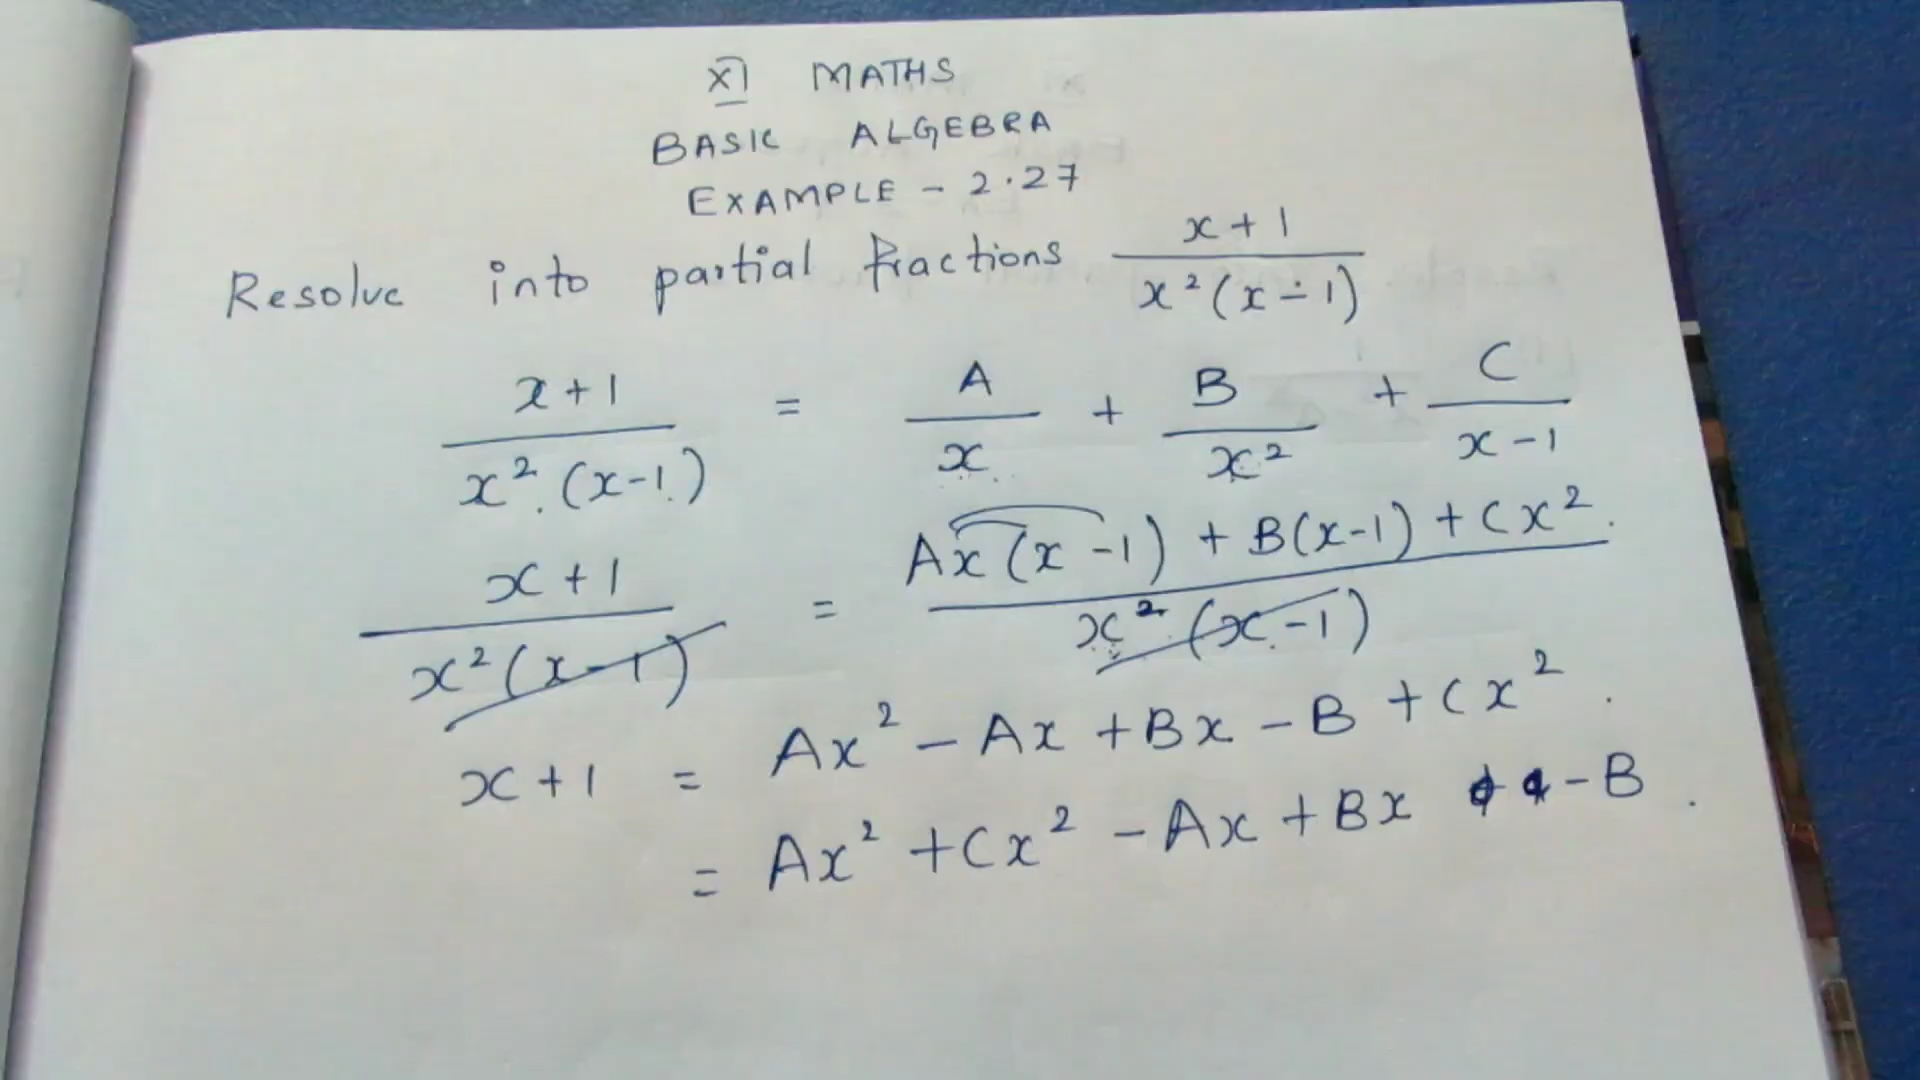 XI MATHS
BASIC ALGEBRA
EXAMPLE - 2.27
Resolve into partial fractions x+1 / x²(x-1)
x+1 / x²(x-1) = A/x + B/x² + C/x-1
x+1 / x²(x-1) = Ax(x-1) + B(x-1) + Cx² / x²(x-1)
x+1 = Ax² - Ax + Bx - B + Cx²
= Ax² + Cx² - Ax + Bx - B